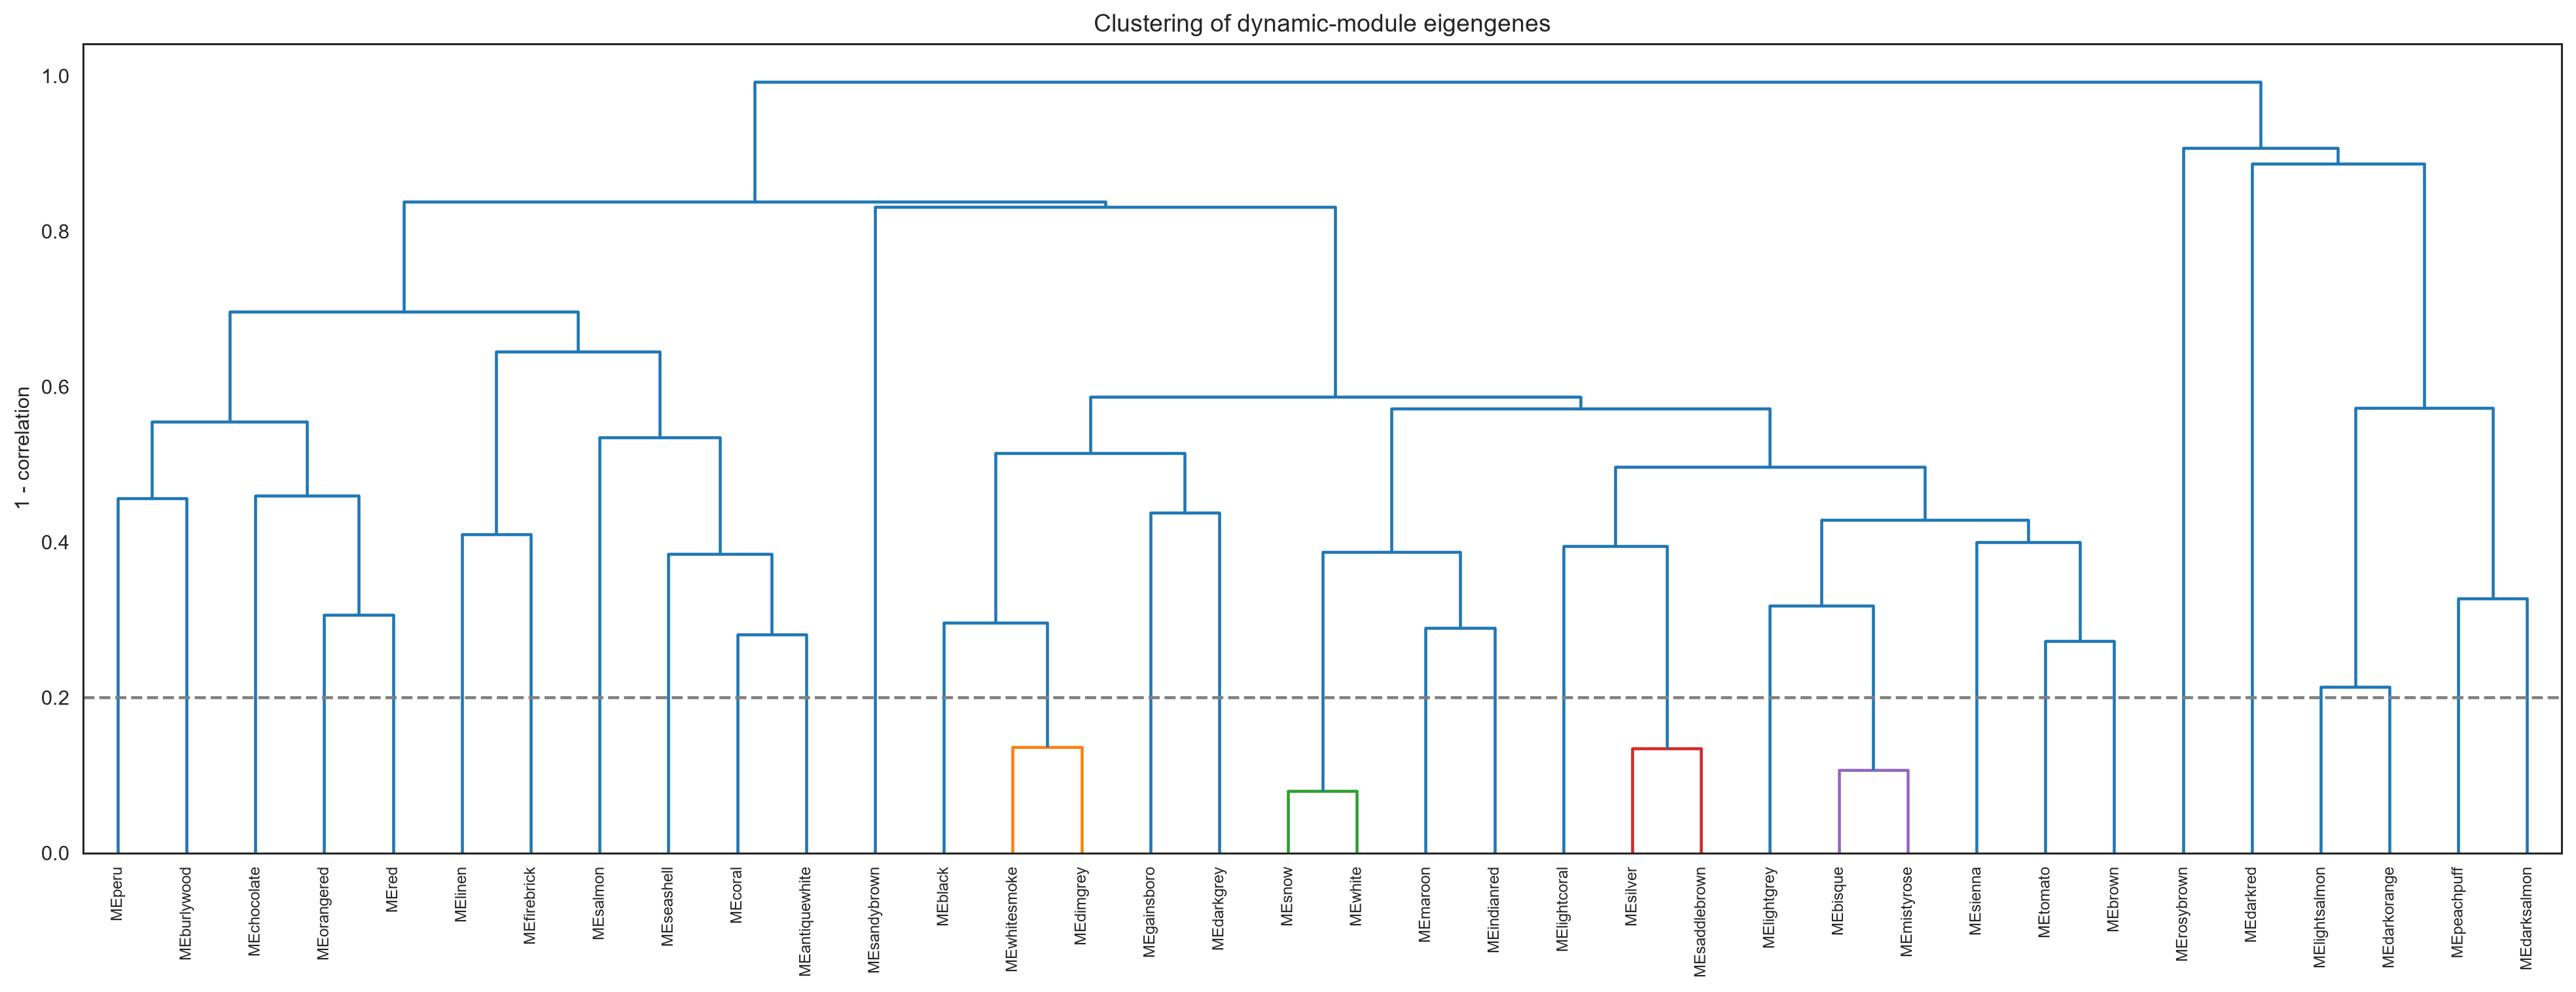 Clustering of dynamic-module eigengenes
1 - correlation
1.0
0.8
0.6
0.4
0.2
0.0
MEperu
MEburlywood
MEchocolate
MEorangered
MEred
MElinen
MEfirebrick
MEsalmon
MEseashell
MEcoral
MEantiquewhite
MEsandybrown
MEblack
MEwhitesmoke
MEdimgrey
MEgainsboro
MEdarkgrey
MEsnow
MEwhite
MEmaroon
MEindianred
MElightcoral
MEsilver
MEsaddlebrown
MElightgrey
MEbisque
MEmistyrose
MEsienna
MEtomato
MEbrown
MErosybrown
MEdarkred
MElightsalmon
MEdarkorange
MEpeachpuff
MEdarksalmon